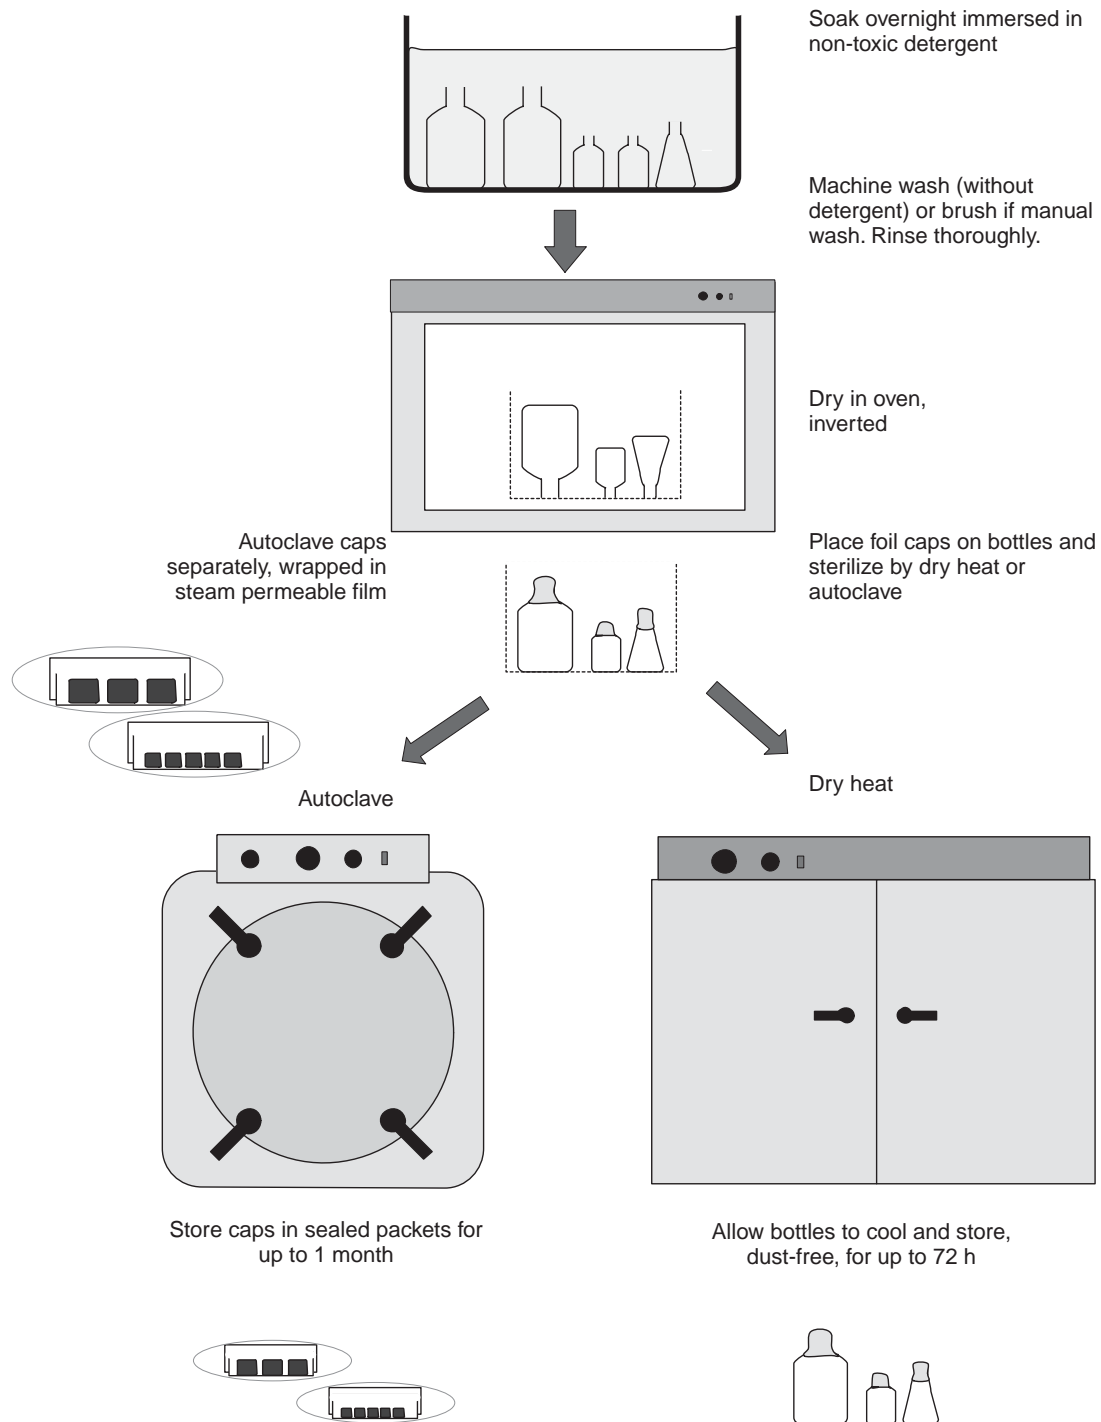 Soak overnight immersed in
non-toxic detergent
Machine wash (without
detergent) or brush if manual
wash. Rinse thoroughly.
Dry in oven,
inverted
Autoclave caps
separately, wrapped in
steam permeable film
Place foil caps on bottles and
sterilize by dry heat or
autoclave
Autoclave
Dry heat
Store caps in sealed packets for
up to 1 month
Allow bottles to cool and store,
dust-free, for up to 72 h